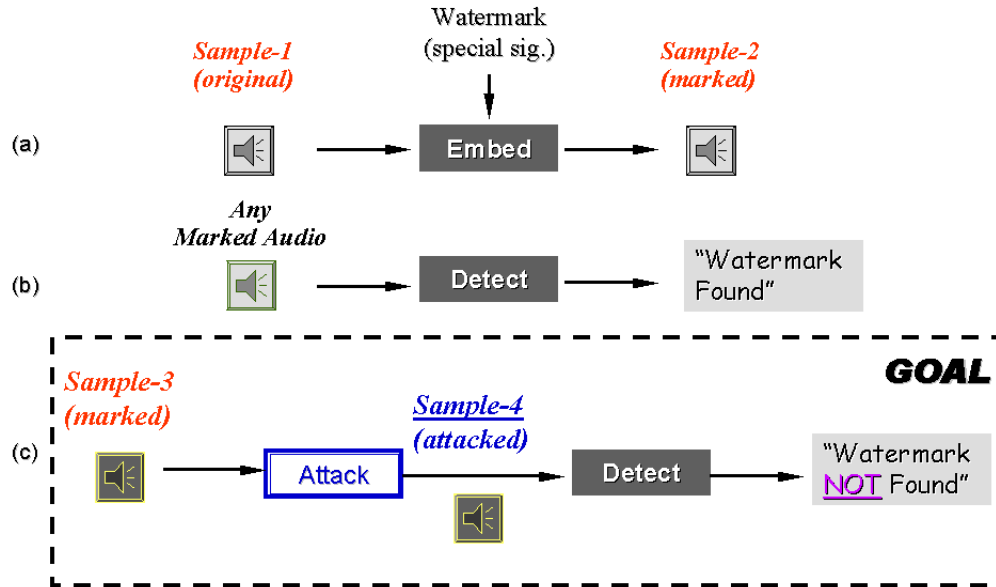 Watermark
(special sig.)
Sample-1
(original)
Sample-2
(marked)
(a)
Embed
Any
Marked Audio
(b)
Detect
“Watermark
Found”
GOAL
Sample-3
(marked)
Sample-4
(attacked)
(c)
Attack
Detect
“Watermark
NOT Found”